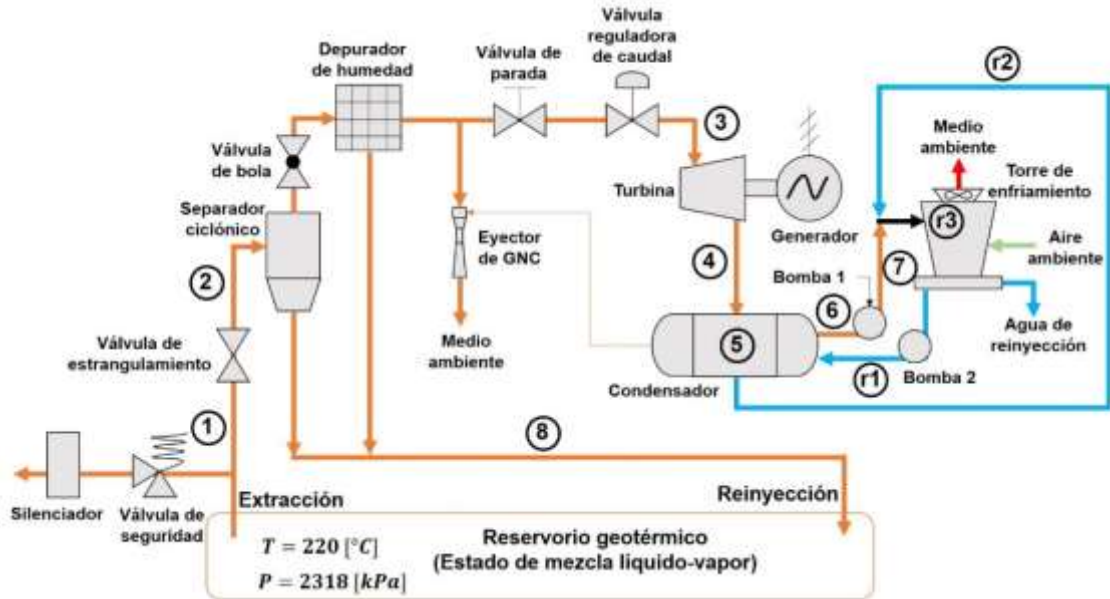 Válvula
reguladora
de caudal
Depurador
de humedad
Válvula de
parada
r2
3
Medio
ambiente
Torre de
enfriamiento
Válvula
de bola
Turbina
r3
Separador
ciclónico
Eyector
de GNC
Generador
Aire
ambiente
2
4
Bomba 1
7
6
Medio
ambiente
Agua de
reinyección
Válvula de
estrangulamiento
5
Condensador
r1
Bomba 2
1
8
Silenciador
Válvula de
seguridad
Extracción
Reinyección
T = 220 [°C]
P = 2318 [kPa]
Reservorio geotérmico
(Estado de mezcla liquido-vapor)